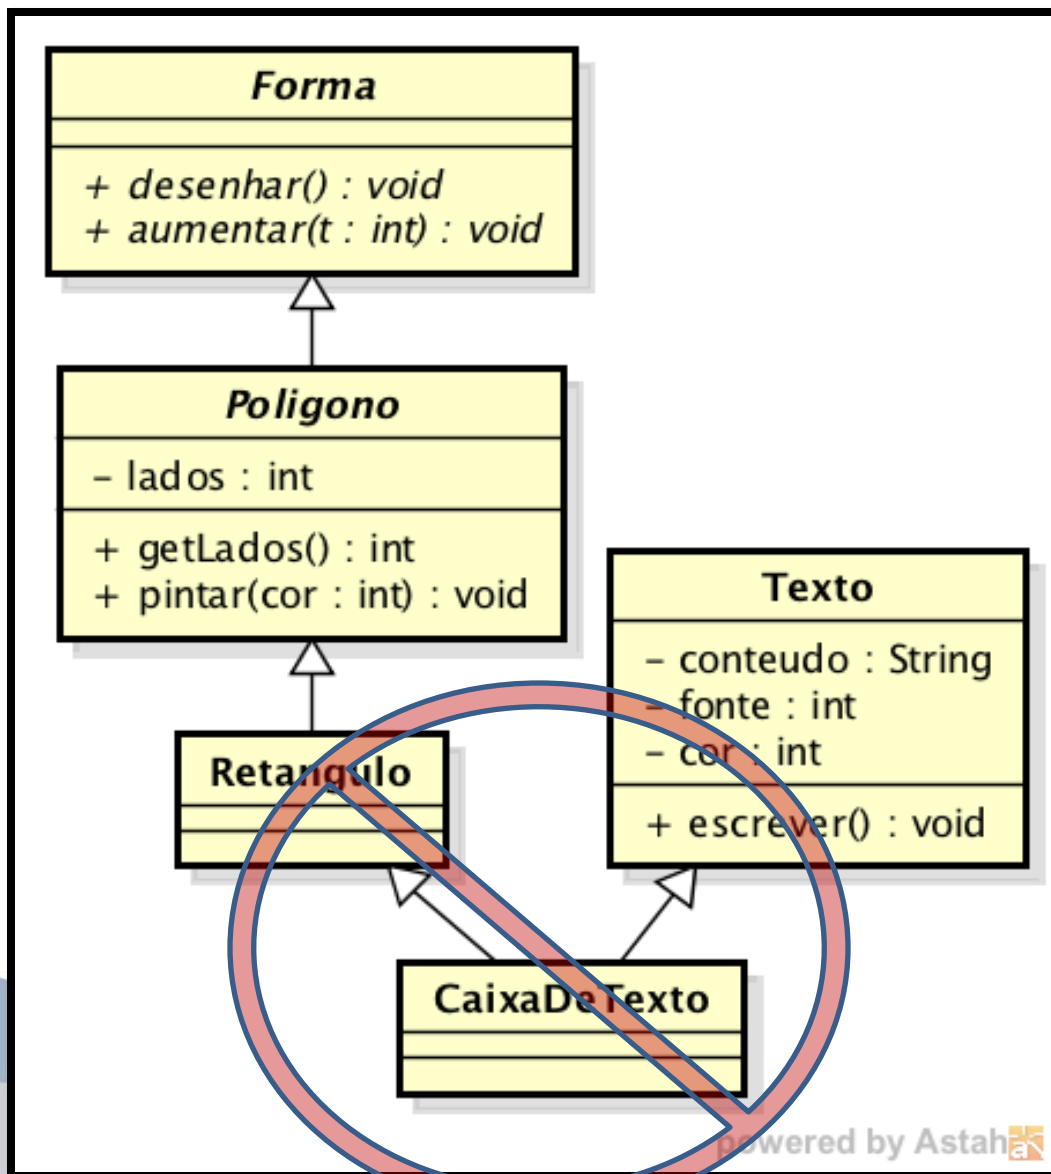 Forma
+ desenhar() : void
+ aumentar(t : int) : void
Poligono
- lados : int
+ getLados() : int
+ pintar(cor : int) : void
Texto
- conteudo : String
- fonte : int
- cor : int
+ escrever() : void
Retangulo
CaixaDeTexto
powered by Astah